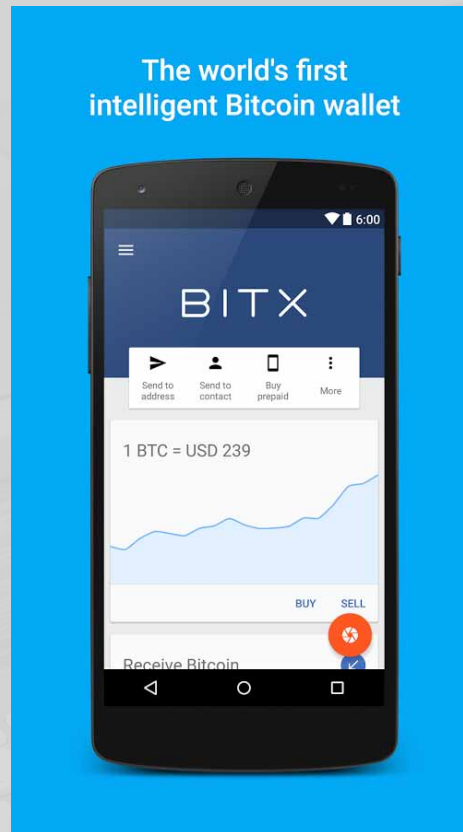 The world's first
intelligent Bitcoin wallet
6:00
BITX
Send to
address
Send to
contact
Buy
prepaid
More
1 BTC = USD 239
BUY SELL
Receive Bitcoin